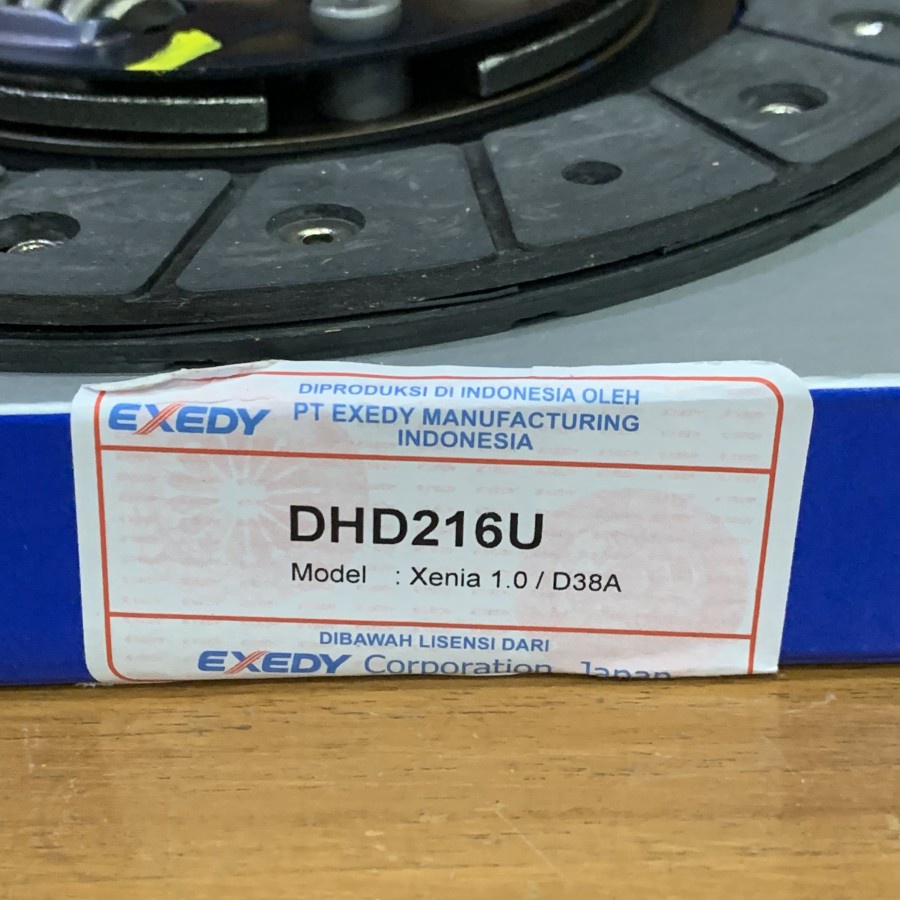 DIPRODUKSI DI INDONESIA OLEH
EXEDY PT EXEDY MANUFACTURING
INDONESIA
DHD216U
Model : Xenia 1.0 / D38A
DIBAWAH LISENSI DARI
EXEDY Corporation Japan